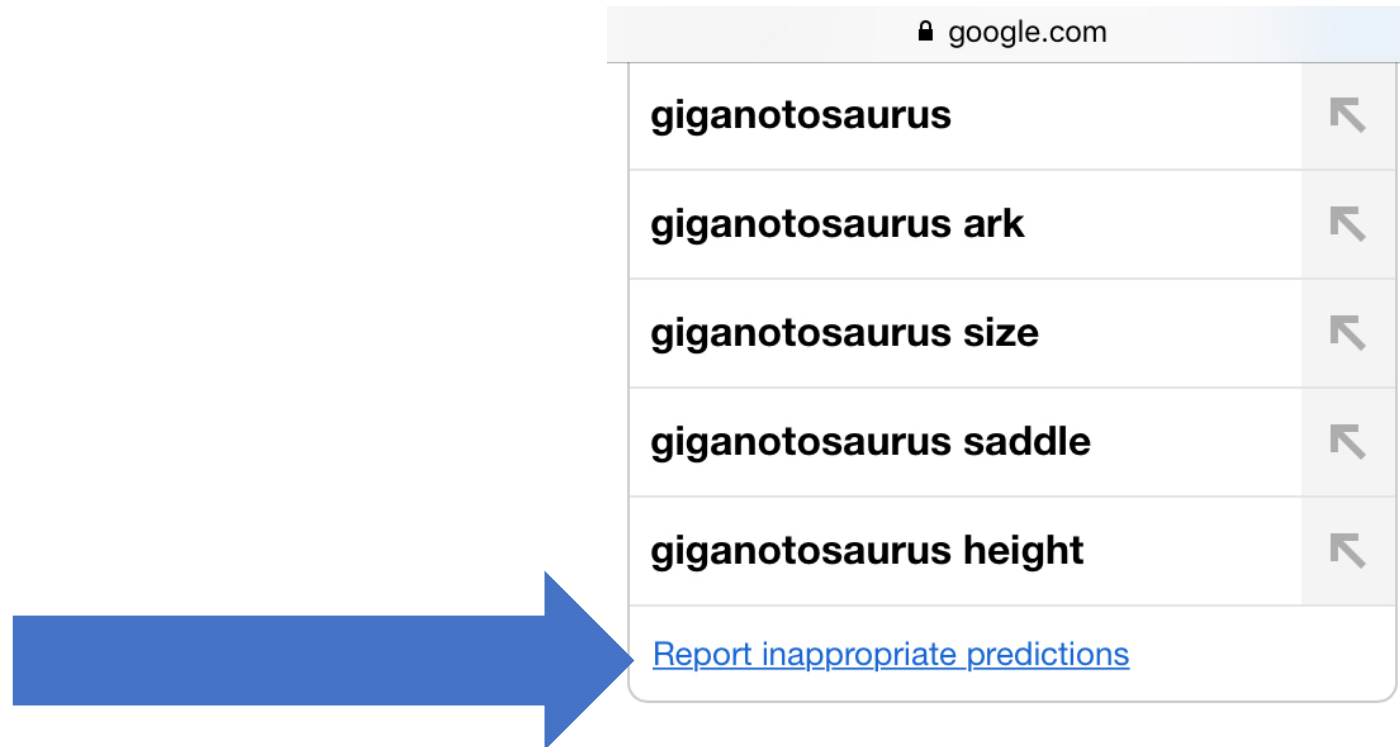 google.com
giganotosaurus
giganotosaurus ark
giganotosaurus size
giganotosaurus saddle
giganotosaurus height
Report inappropriate predictions